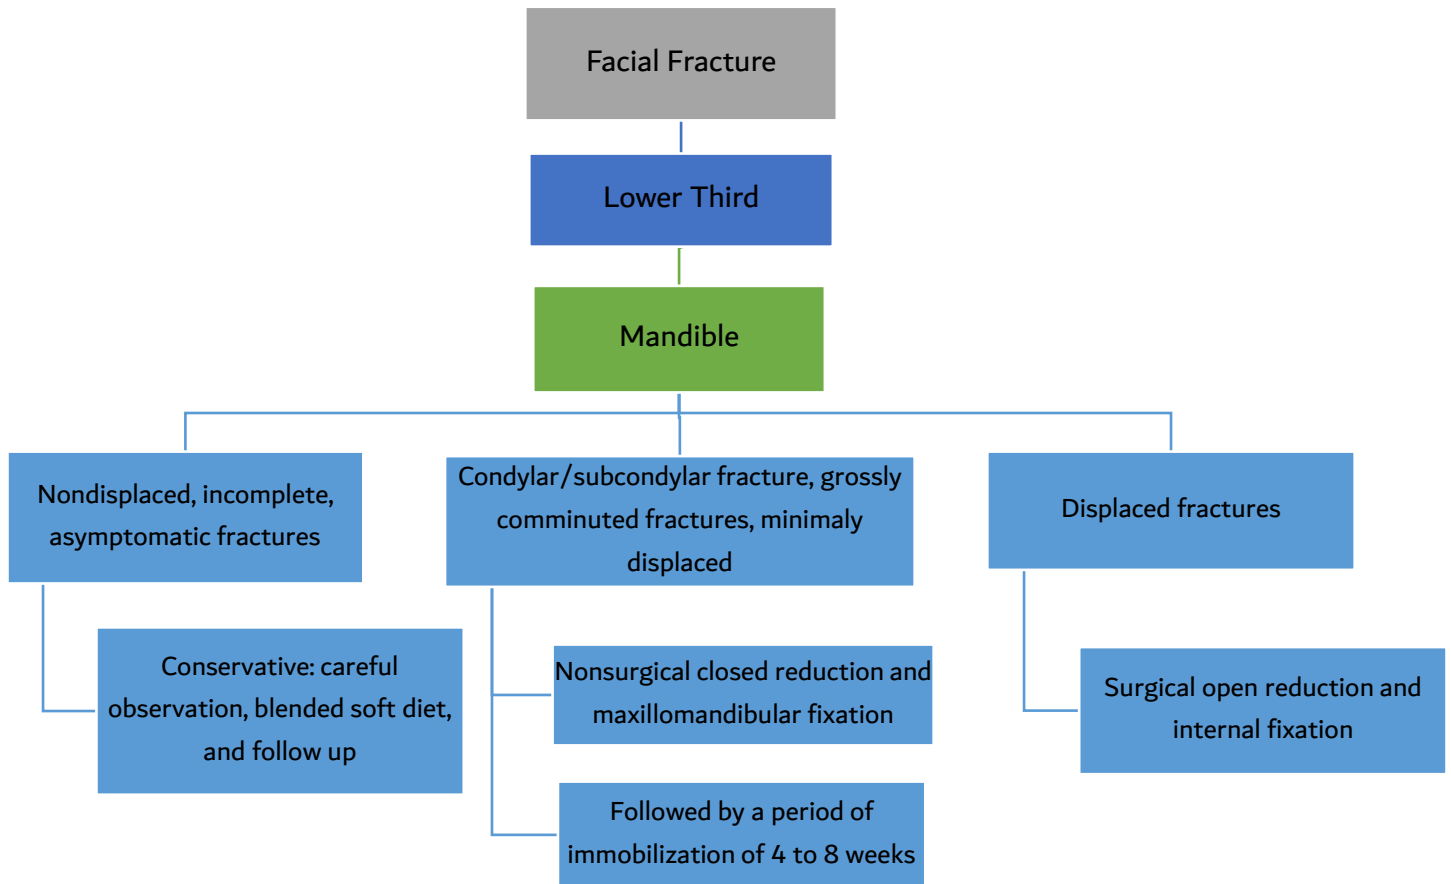 Facial Fracture
Lower Third
Mandible
Nondisplaced, incomplete,
asymptomatic fractures
Conservative: careful
observation, blended soft diet,
and follow up
Condylar/subcondylar fracture, grossly
comminuted fractures, minimaly
displaced
Nonsurgical closed reduction and
maxillomandibular fixation
Followed by a period of
immobilization of 4 to 8 weeks
Displaced fractures
Surgical open reduction and
internal fixation